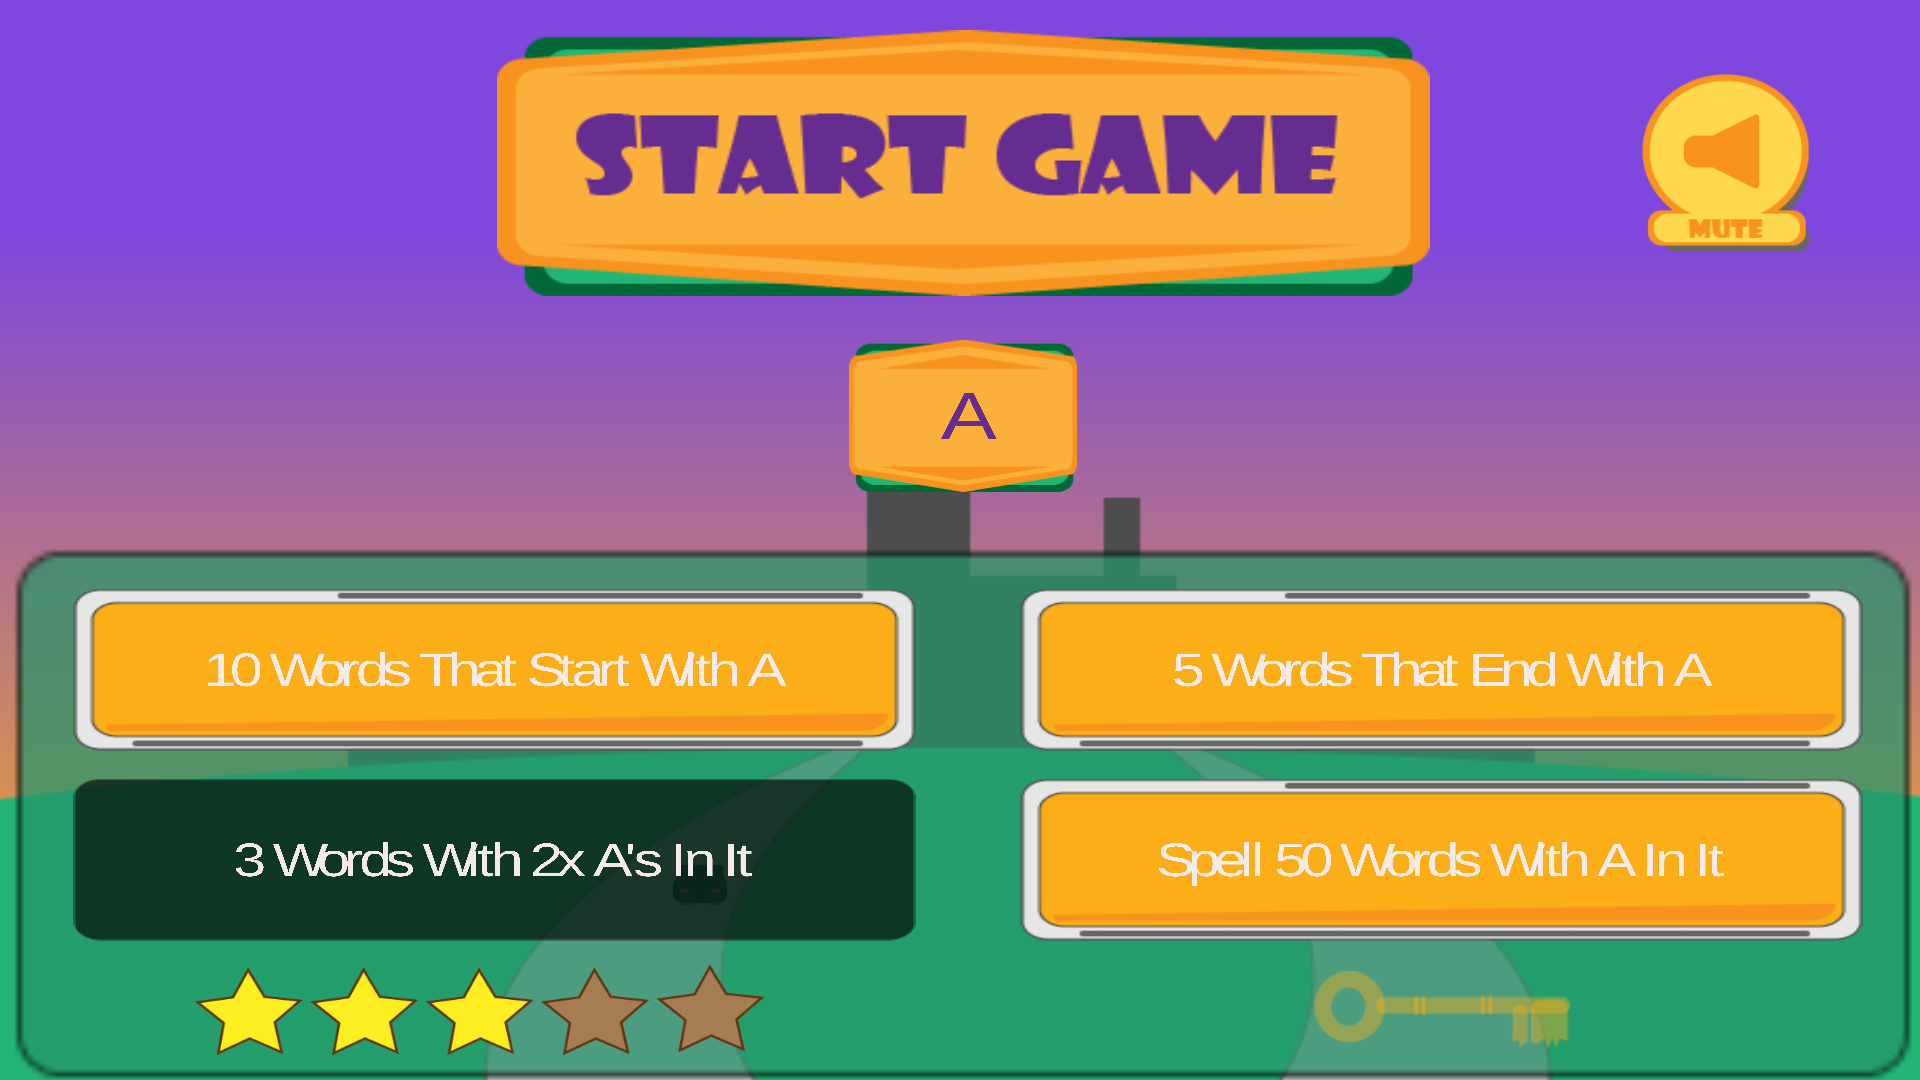 START GAME
MUTE
A
10 Words That Start With A
5 Words That End With A
3 Words With 2x A's In It
Spell 50 Words With A In It